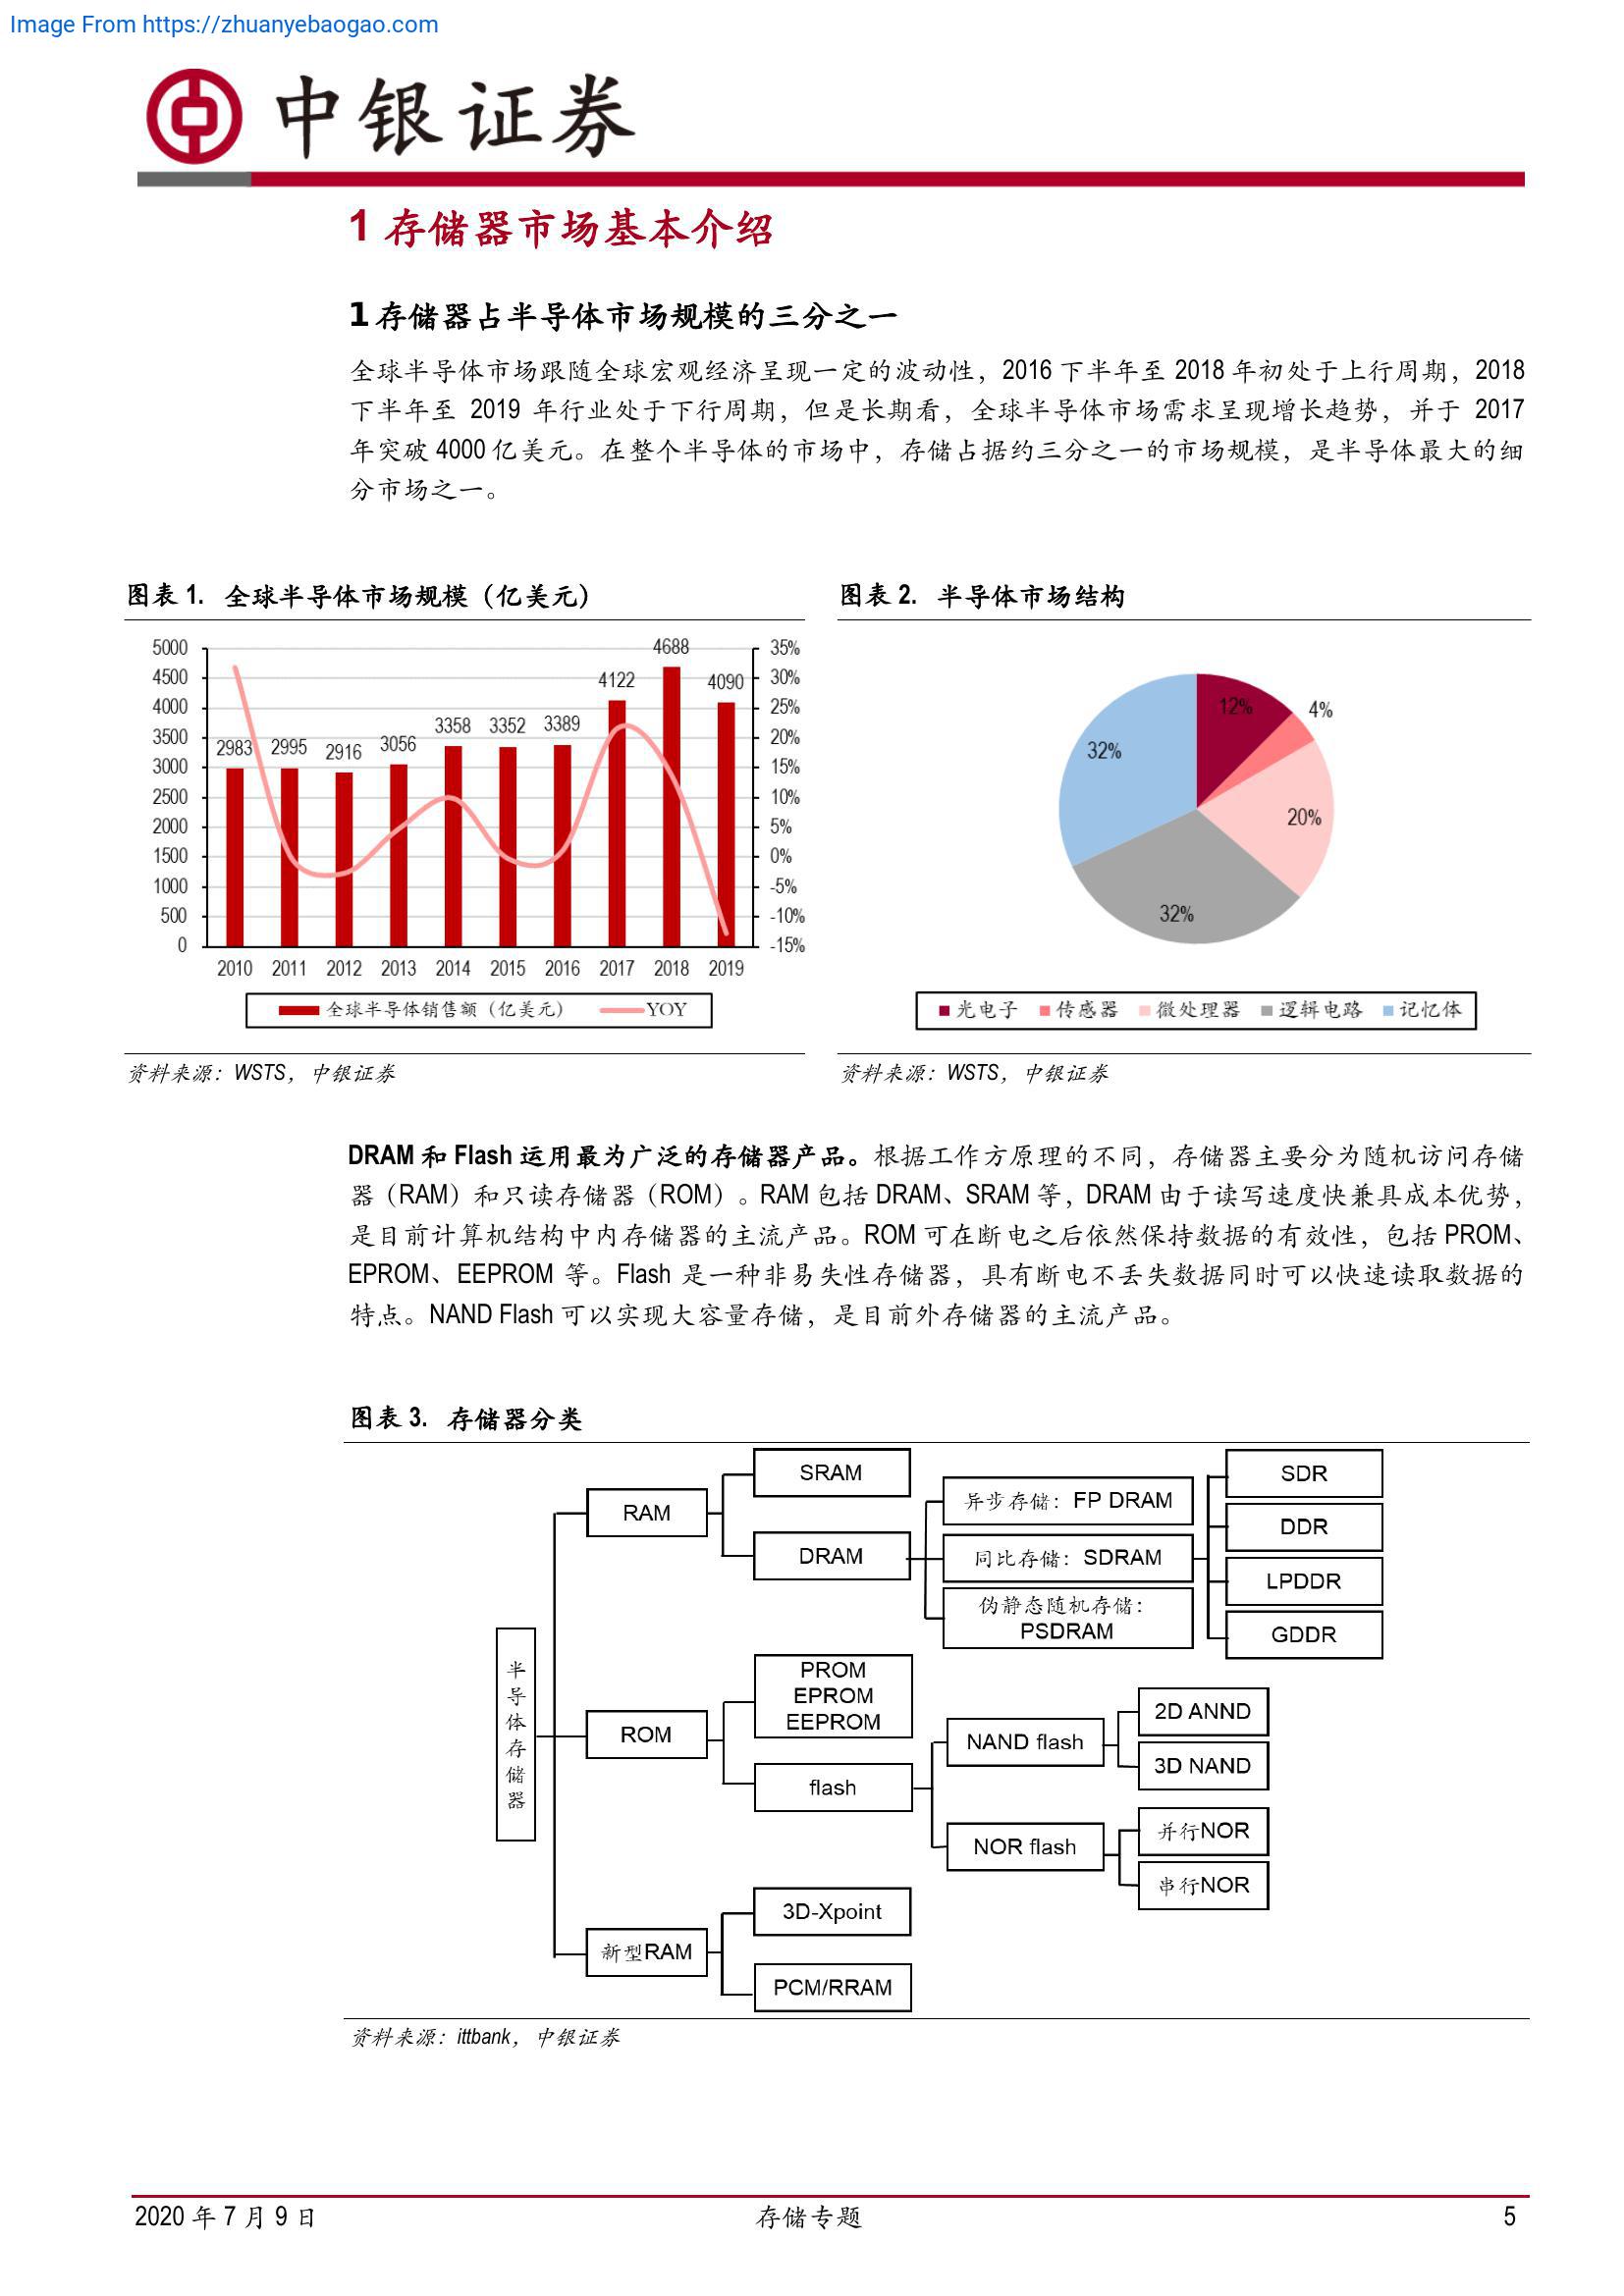 Image From https://zhuanyebaogao.com
中银证券
1 存储器市场基本介绍
1存储器占半导体市场规模的三分之一
全球半导体市场跟随全球宏观经济呈现一定的波动性，2016 下半年至 2018 年初处于上行周期，2018
下半年至 2019 年行业处于下行周期，但是长期看，全球半导体市场需求呈现增长趋势，并于 2017
年突破 4000 亿美元。在整个半导体的市场中，存储占据约三分之一的市场规模，是半导体最大的细
分市场之一。
图表 1. 全球半导体市场规模（亿美元）
5000
4500
4000
3500
3000
2500
2000
1500
1000
500
0
2983
2995
2916
3056
3358
3352
3389
4122
4688
4090
35%
30%
25%
20%
15%
10%
5%
0%
-5%
-10%
-15%
2010 2011 2012 2013 2014 2015 2016 2017 2018 2019
全球半导体销售额（亿美元） YOY
资料来源：WSTS，中银证券
图表 2. 半导体市场结构
12%
4%
20%
32%
32%
光电子 传感器 微处理器 逻辑电路 记忆体
资料来源：WSTS，中银证券
DRAM 和 Flash 运用最为广泛的存储器产品。根据工作方原理的不同，存储器主要分为随机访问存储
器（RAM）和只读存储器（ROM）。RAM 包括 DRAM、SRAM 等，DRAM 由于读写速度快兼具成本优势，
是目前计算机结构中内存储器的主流产品。ROM 可在断电之后依然保持数据的有效性，包括 PROM、
EPROM、EEPROM 等。Flash 是一种非易失性存储器，具有断电不丢失数据同时可以快速读取数据的
特点。NAND Flash 可以实现大容量存储，是目前外存储器的主流产品。
图表 3. 存储器分类
半导体存储器
RAM
SRAM
DRAM
异步存储：FP DRAM
同比存储：SDRAM
伪静态随机存储：
PSDRAM
SDR
DDR
LPDDR
GDDR
ROM
PROM
EPROM
EEPROM
flash
NAND flash
2D ANND
3D NAND
NOR flash
并行NOR
串行NOR
新型RAM
3D-Xpoint
PCM/RRAM
资料来源：ittbank，中银证券
2020 年 7 月 9 日 存储专题 5